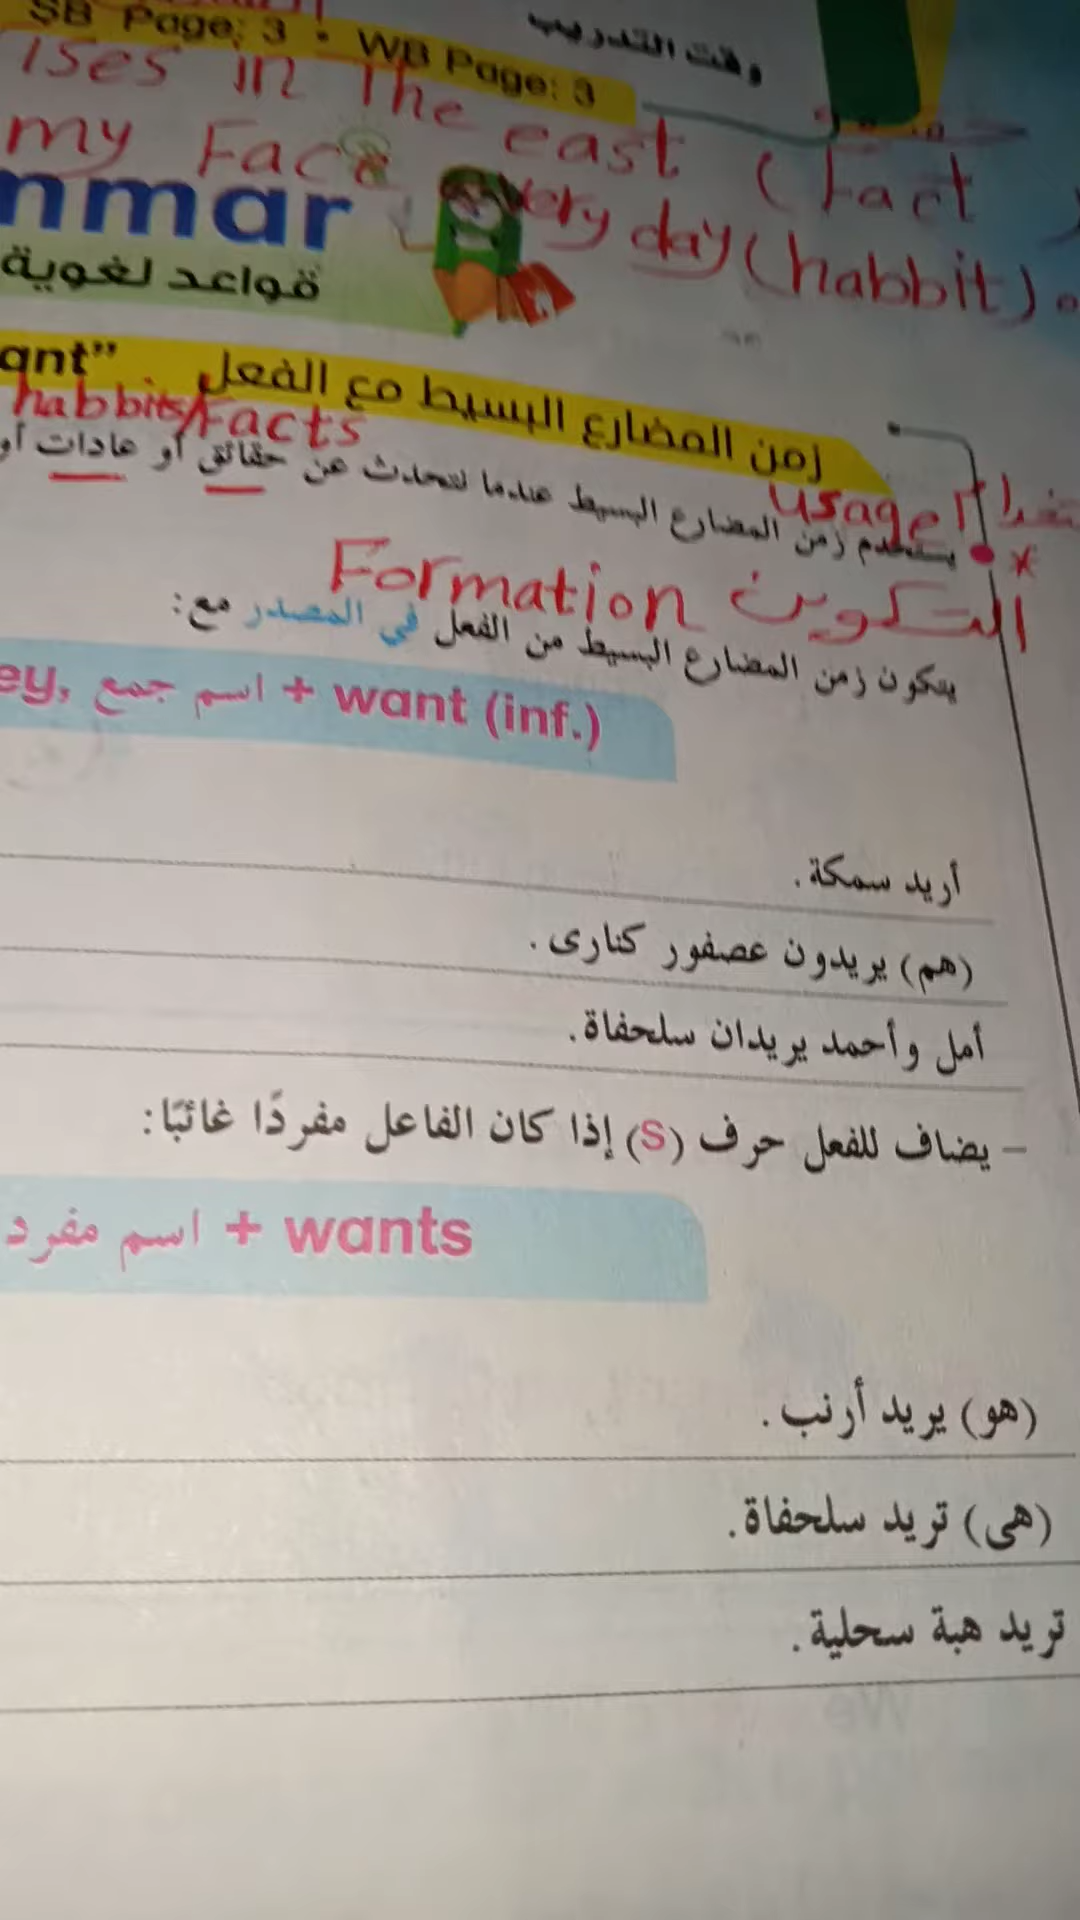 SB Page: 3 • WB Page: 3
وقت التدريب
in The east (Fact
my Face every day (habbit).
قواعد لغوية
زمن المضارع البسيط مع الفعل
habbits/Facts
usage
يستخدم زمن المضارع البسيط عندما نتحدث عن حقائق أو عادات أو
Formation التكوين
يتكون زمن المضارع البسيط من الفعل في المصدر مع:
اسم جمع + want (inf.)
أريد سمكة.
(هم) يريدون عصفور كنارى.
أمل وأحمد يريدان سلحفاة.
– يضاف للفعل حرف (s) إذا كان الفاعل مفردًا غائبًا:
اسم مفرد + wants
(هو) يريد أرنب.
(هى) تريد سلحفاة.
تريد هبة سحلية.